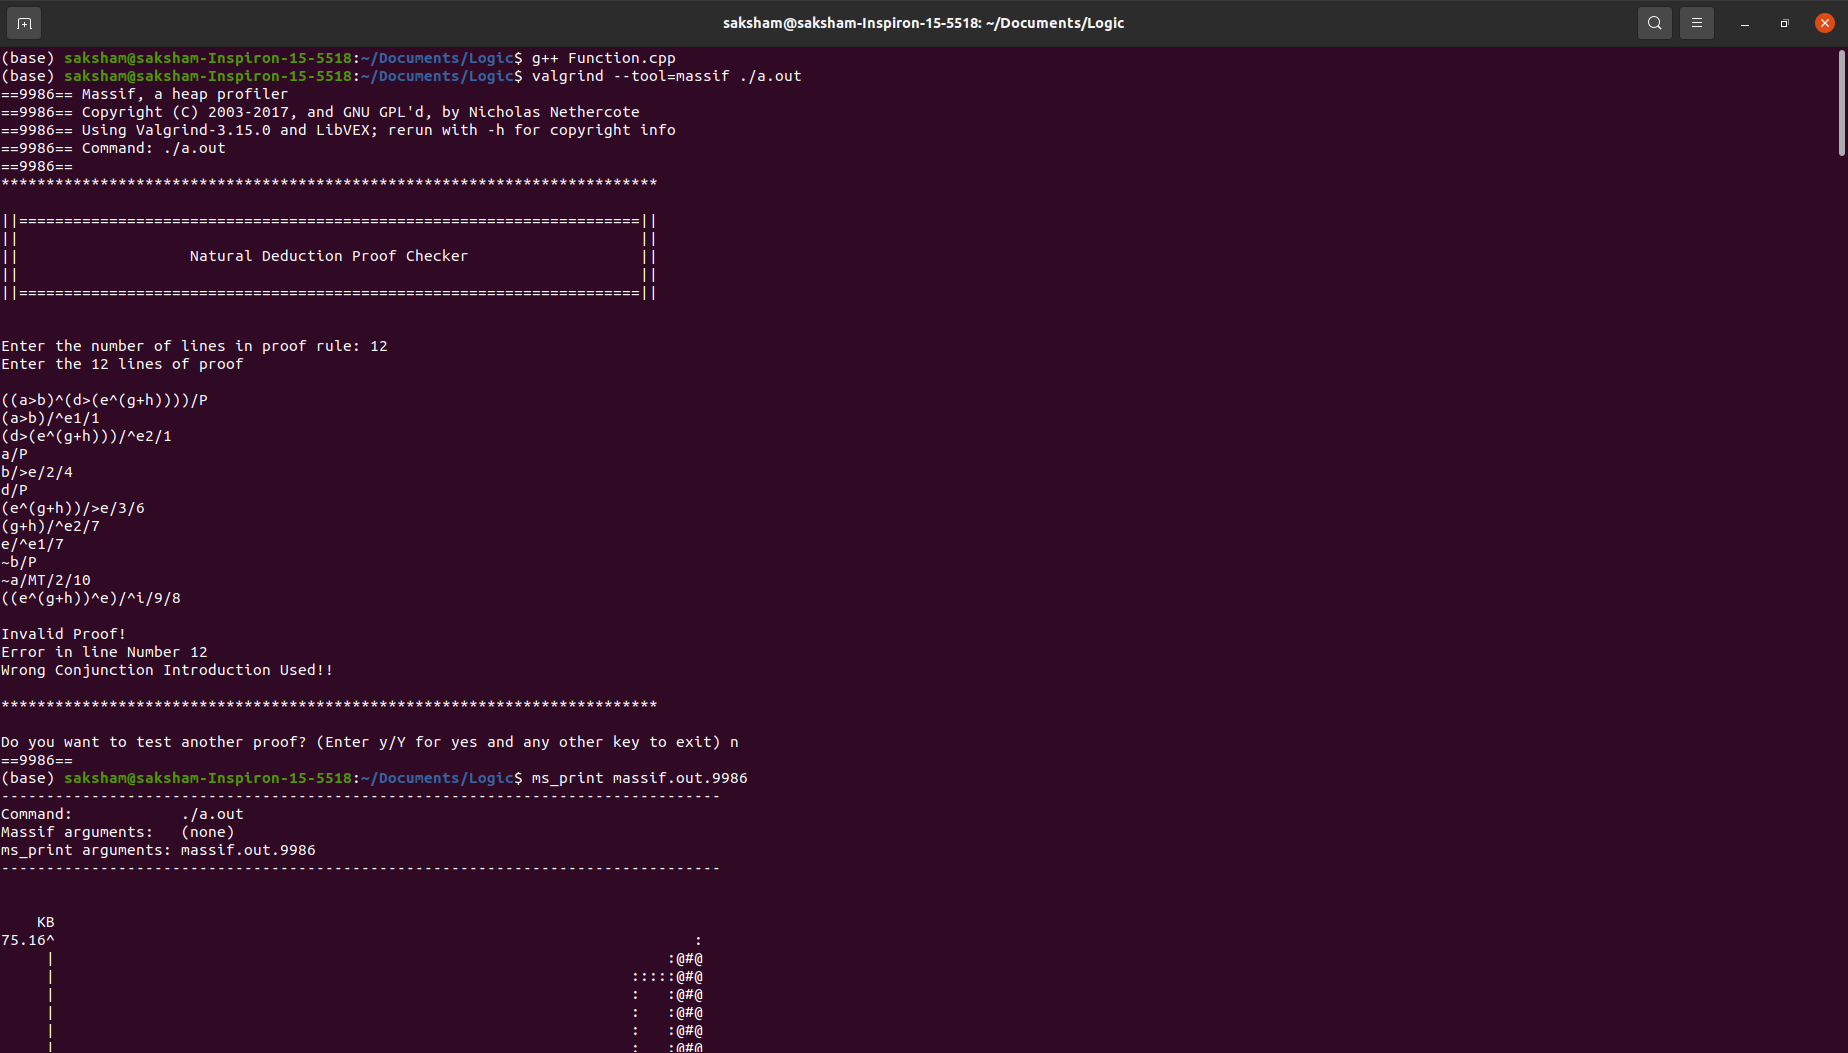 saksham@saksham-Inspiron-15-5518: ~/Documents/Logic
(base) saksham@saksham-Inspiron-15-5518:~/Documents/Logic$ g++ Function.cpp
(base) saksham@saksham-Inspiron-15-5518:~/Documents/Logic$ valgrind --tool=massif ./a.out
==9986== Massif, a heap profiler
==9986== Copyright (C) 2003-2017, and GNU GPL'd, by Nicholas Nethercote
==9986== Using Valgrind-3.15.0 and LibVEX; rerun with -h for copyright info
==9986== Command: ./a.out
==9986==
*************************************************************************
||=====================================================================||
||                                                                     ||
||                   Natural Deduction Proof Checker                   ||
||                                                                     ||
||=====================================================================||
Enter the number of lines in proof rule: 12
Enter the 12 lines of proof
((a>b)^(d>(e^(g+h))))/P
(a>b)/^e1/1
(d>(e^(g+h)))/^e2/1
a/P
b/>e/2/4
d/P
(e^(g+h))/>e/3/6
(g+h)/^e2/7
e/^e1/7
~b/P
~a/MT/2/10
((e^(g+h))^e)/^i/9/8
Invalid Proof!
Error in line Number 12
Wrong Conjunction Introduction Used!!
*************************************************************************
Do you want to test another proof? (Enter y/Y for yes and any other key to exit) n
==9986==
(base) saksham@saksham-Inspiron-15-5518:~/Documents/Logic$ ms_print massif.out.9986
--------------------------------------------------------------------------------
Command:            ./a.out
Massif arguments:   (none)
ms_print arguments: massif.out.9986
--------------------------------------------------------------------------------
    KB
75.16^                                                                       :
     |                                                                    :@#@
     |                                                                :::::@#@
     |                                                                :   :@#@
     |                                                                :   :@#@
     |                                                                :   :@#@
     |                                                                :   :@#@